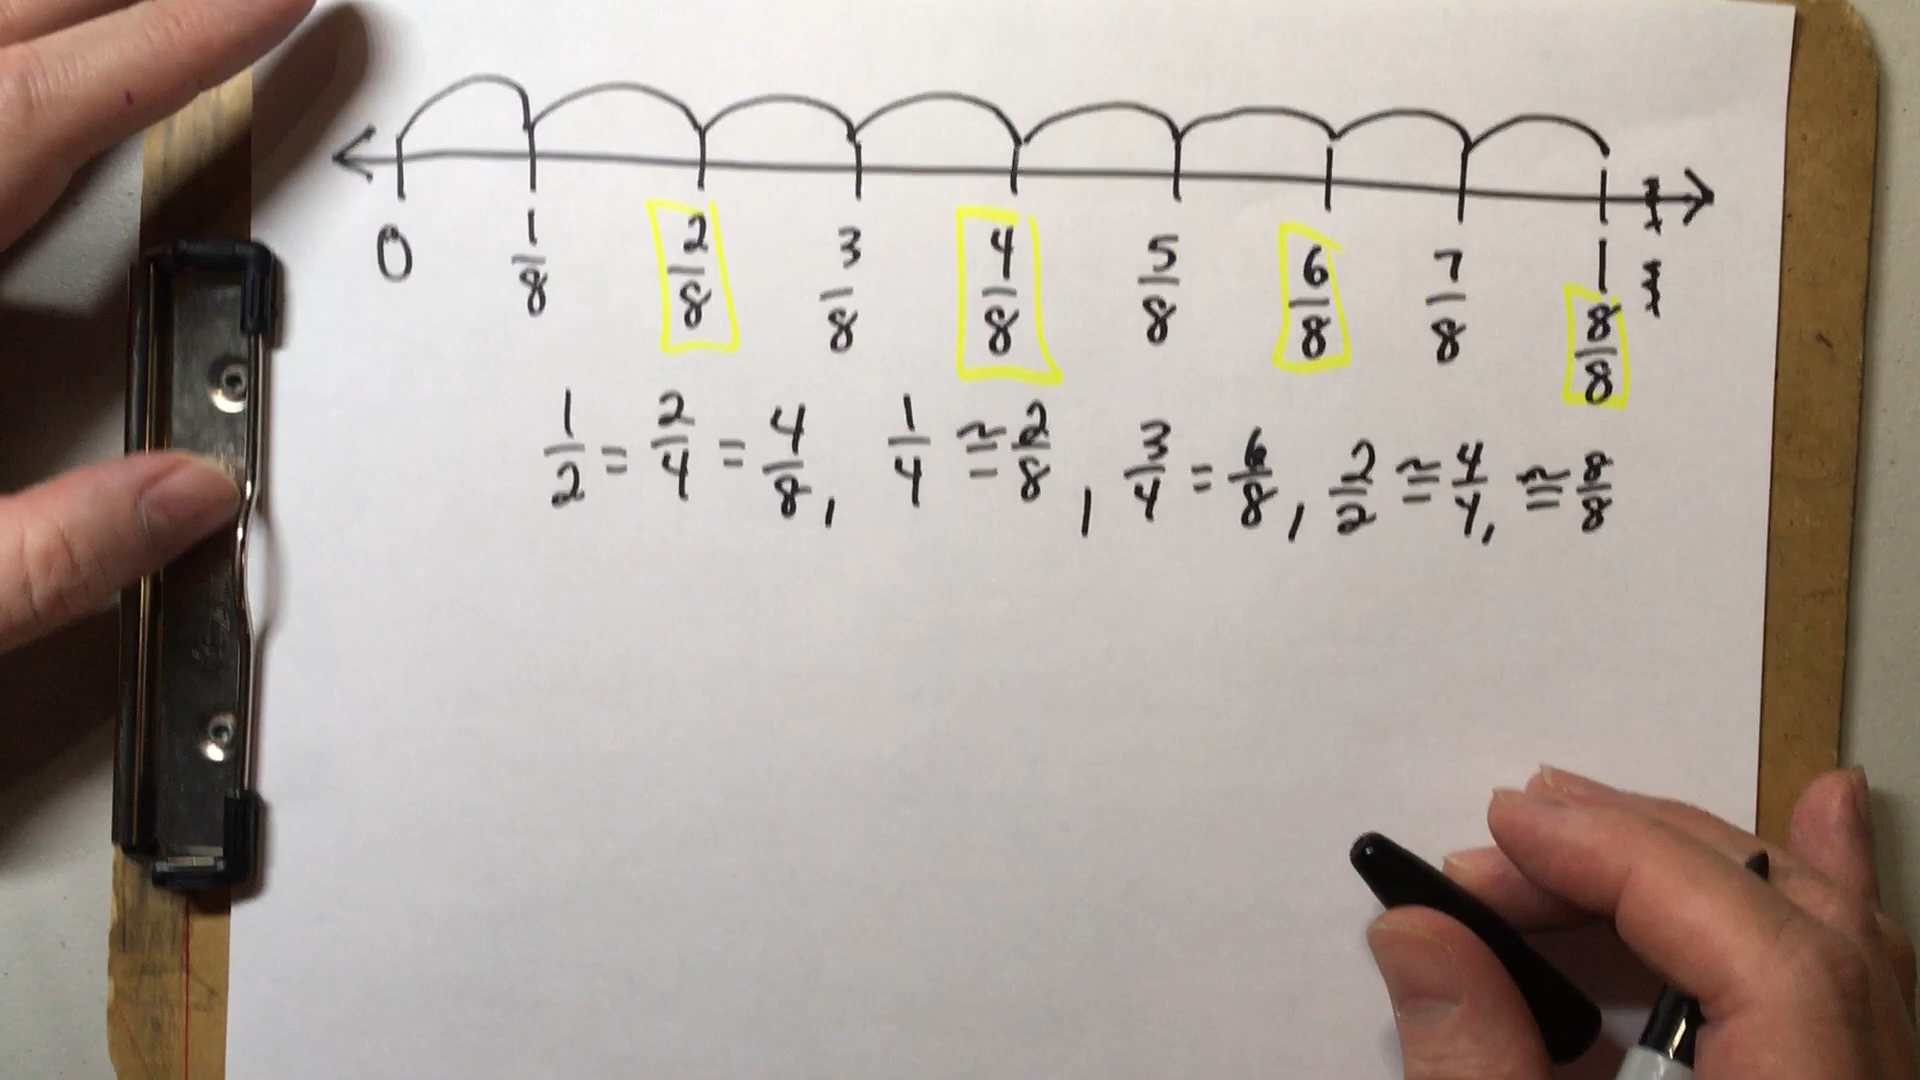 0 1/8 2/8 3/8 4/8 5/8 6/8 7/8 1 8/8
1/2 = 2/4 = 4/8, 1/4 ≅ 2/8, 3/4 = 6/8, 2/2 ≅ 4/4, ≅ 8/8